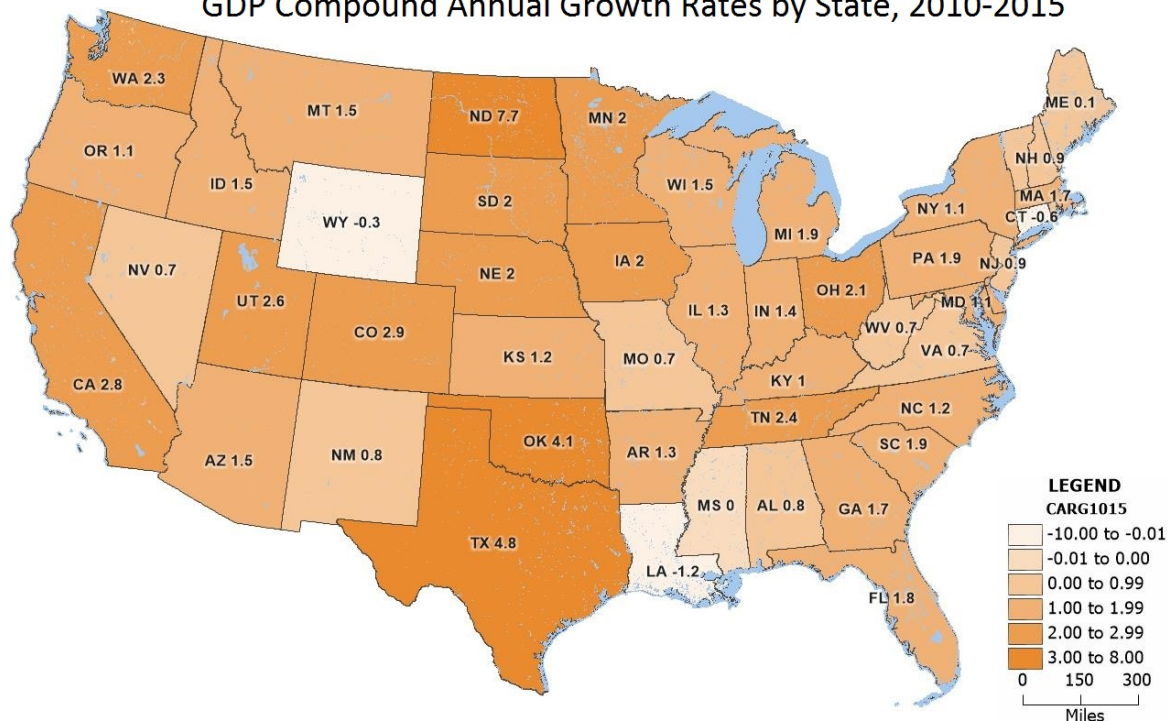 GDP Compound Annual Growth Rates by State, 2010-2015
WA 2.3
MT 1.5
ND 7.7
MN 2
ME 0.1
OR 1.1
ID 1.5
WI 1.5
NH 0.9
SD 2
MA 1.7
NY 1.1
CT -0.6
WY -0.3
MI 1.9
PA 1.9
NJ 0.9
NV 0.7
NE 2
IA 2
OH 2.1
UT 2.6
MD 1.1
CO 2.9
IL 1.3
IN 1.4
WV 0.7
KS 1.2
MO 0.7
VA 0.7
CA 2.8
KY 1
NC 1.2
TN 2.4
OK 4.1
SC 1.9
AZ 1.5
NM 0.8
AR 1.3
MS 0
AL 0.8
GA 1.7
TX 4.8
LA -1.2
FL 1.8
LEGEND
CARG1015
-10.00 to -0.01
-0.01 to 0.00
0.00 to 0.99
1.00 to 1.99
2.00 to 2.99
3.00 to 8.00
0 150 300
Miles